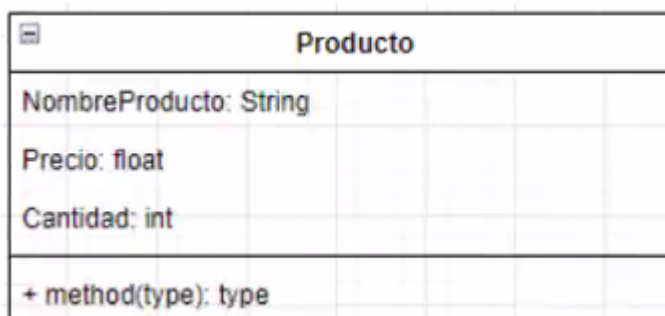 Producto
NombreProducto: String
Precio: float
Cantidad: int
+ method(type): type